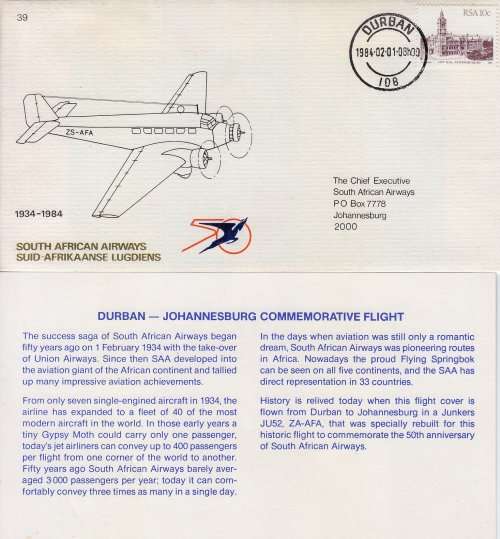 39
DURBAN
1984-02-01-08h00
108
RSA 10c
ZS-AFA
1934-1984
SOUTH AFRICAN AIRWAYS
SUID-AFRIKAANSE LUGDIENS
50
The Chief Executive
South African Airways
P O Box 7778
Johannesburg
2000
DURBAN — JOHANNESBURG COMMEMORATIVE FLIGHT
The success saga of South African Airways began
fifty years ago on 1 February 1934 with the take-over
of Union Airways. Since then SAA developed into
the aviation giant of the African continent and tallied
up many impressive aviation achievements.
From only seven single-engined aircraft in 1934, the
airline has expanded to a fleet of 40 of the most
modern aircraft in the world. In those early years a
tiny Gypsy Moth could carry only one passenger,
today's jet airliners can convey up to 400 passengers
per flight from one corner of the world to another.
Fifty years ago South African Airways barely aver-
aged 3 000 passengers per year; today it can com-
fortably convey three times as many in a single day.
In the days when aviation was still only a romantic
dream, South African Airways was pioneering routes
in Africa. Nowadays the proud Flying Springbok
can be seen on all five continents, and the SAA has
direct representation in 33 countries.
History is relived today when this flight cover is
flown from Durban to Johannesburg in a Junkers
JU52, ZA-AFA, that was specially rebuilt for this
historic flight to commemorate the 50th anniversary
of South African Airways.